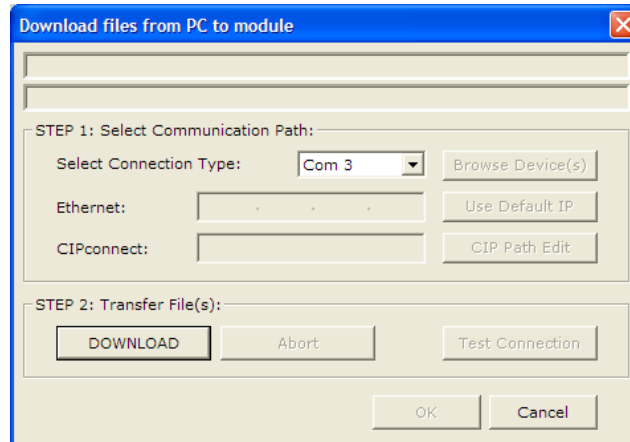 Download files from PC to module
STEP 1: Select Communication Path:
Select Connection Type: Com 3 Browse Device(s)
Ethernet: . . . Use Default IP
CIPconnect: CIP Path Edit
STEP 2: Transfer File(s):
DOWNLOAD Abort Test Connection
OK Cancel